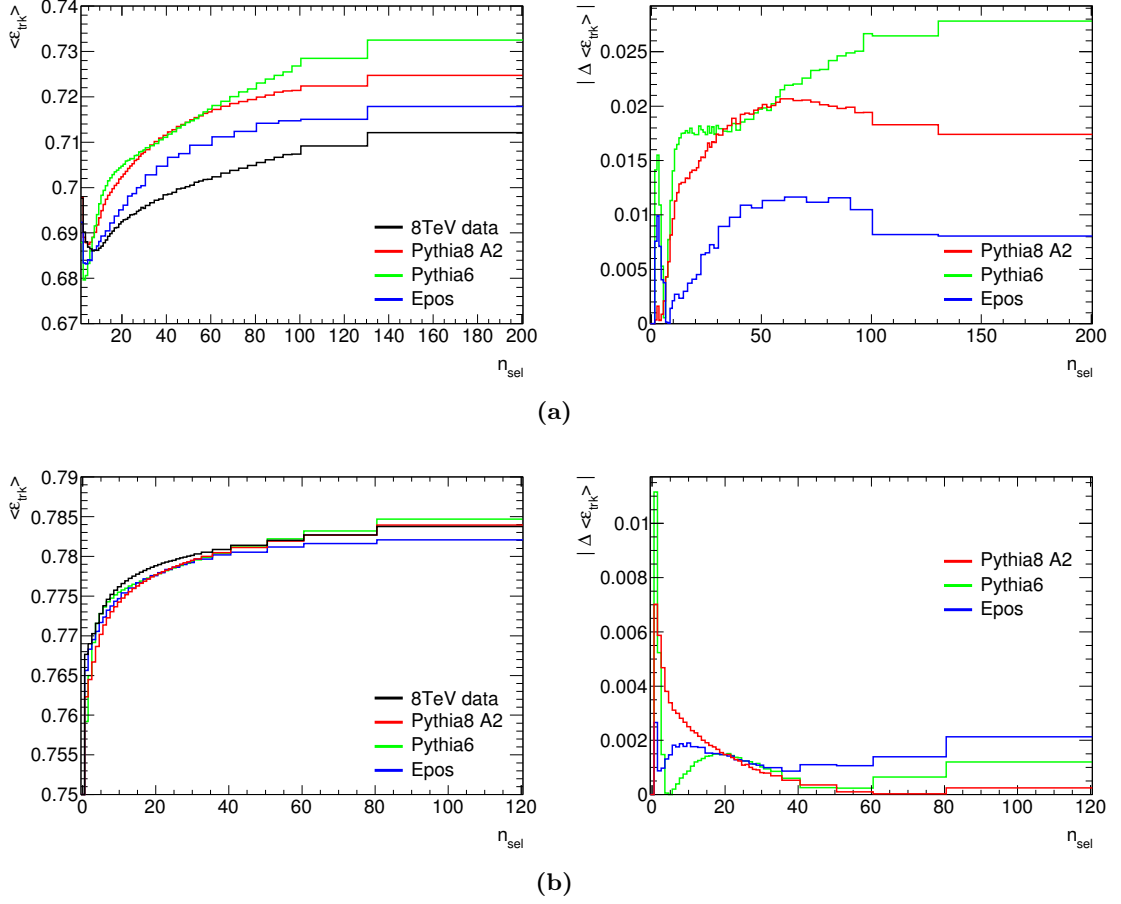 <ε_trk>
0.74
0.73
0.72
0.71
0.7
0.69
0.68
0.67
20 40 60 80 100 120 140 160 180 200
n_sel
8TeV data
Pythia8 A2
Pythia6
Epos
| Δ <ε_trk> |
0.025
0.02
0.015
0.01
0.005
0
0 50 100 150 200
n_sel
Pythia8 A2
Pythia6
Epos
(a)
<ε_trk>
0.79
0.785
0.78
0.775
0.77
0.765
0.76
0.755
0.75
0 20 40 60 80 100 120
n_sel
8TeV data
Pythia8 A2
Pythia6
Epos
| Δ <ε_trk> |
0.01
0.008
0.006
0.004
0.002
0
0 20 40 60 80 100 120
n_sel
Pythia8 A2
Pythia6
Epos
(b)